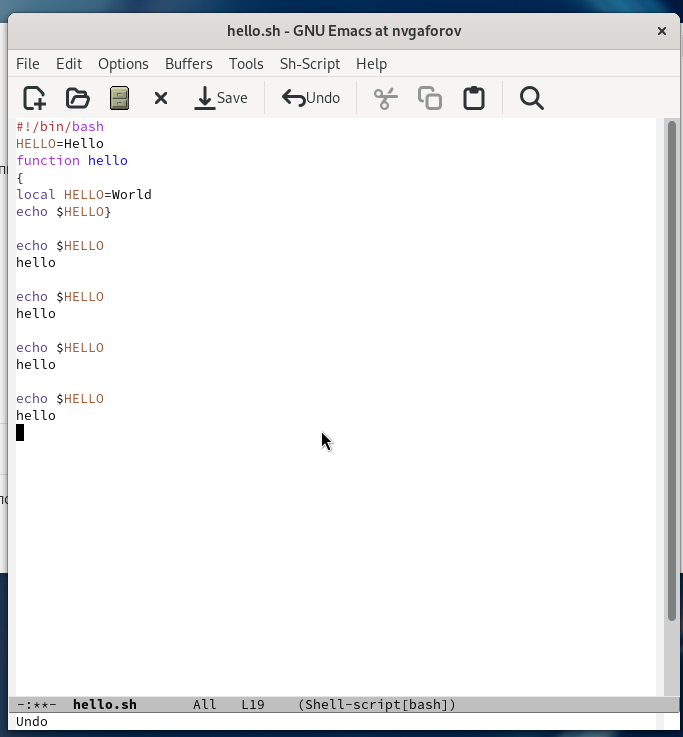 hello.sh - GNU Emacs at nvgaforov
File Edit Options Buffers Tools Sh-Script Help
Save Undo
#!/bin/bash
HELLO=Hello
function hello
{
local HELLO=World
echo $HELLO}
echo $HELLO
hello
echo $HELLO
hello
echo $HELLO
hello
echo $HELLO
hello
-:**- hello.sh All L19 (Shell-script[bash])
Undo